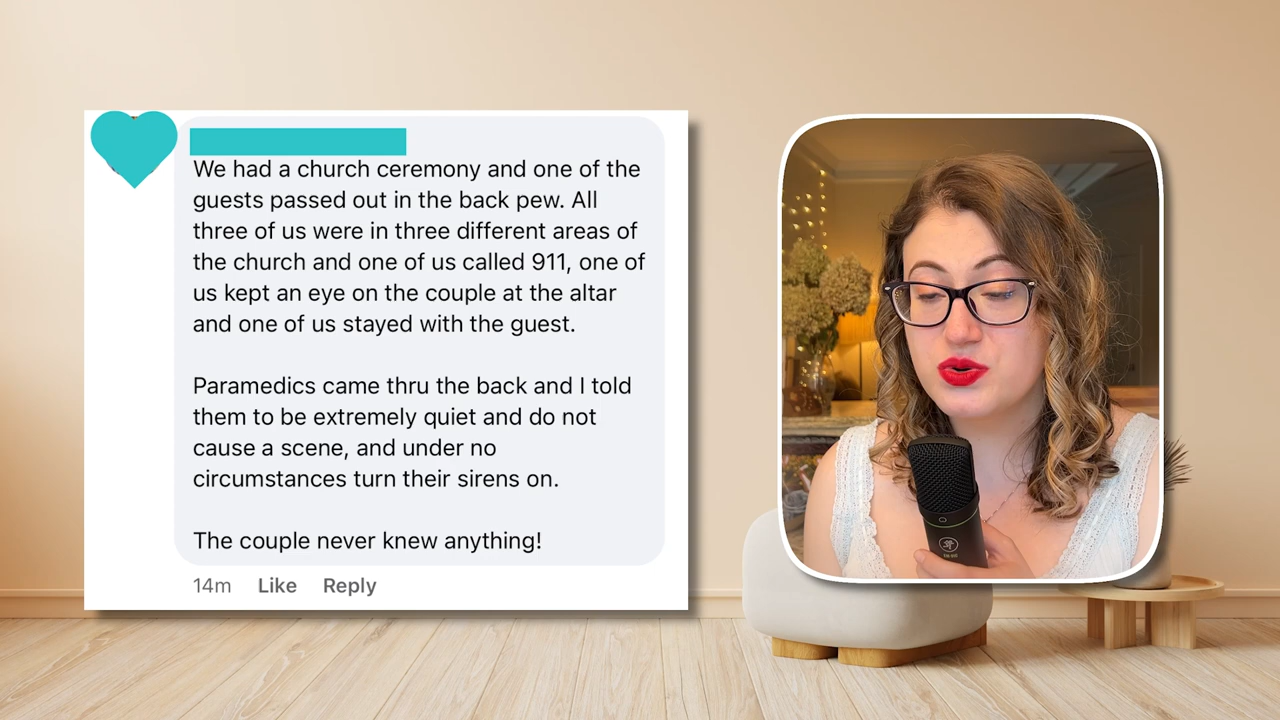 We had a church ceremony and one of the
guests passed out in the back pew. All
three of us were in three different areas of
the church and one of us called 911, one of
us kept an eye on the couple at the altar
and one of us stayed with the guest.
Paramedics came thru the back and I told
them to be extremely quiet and do not
cause a scene, and under no
circumstances turn their sirens on.
The couple never knew anything!
14m Like Reply